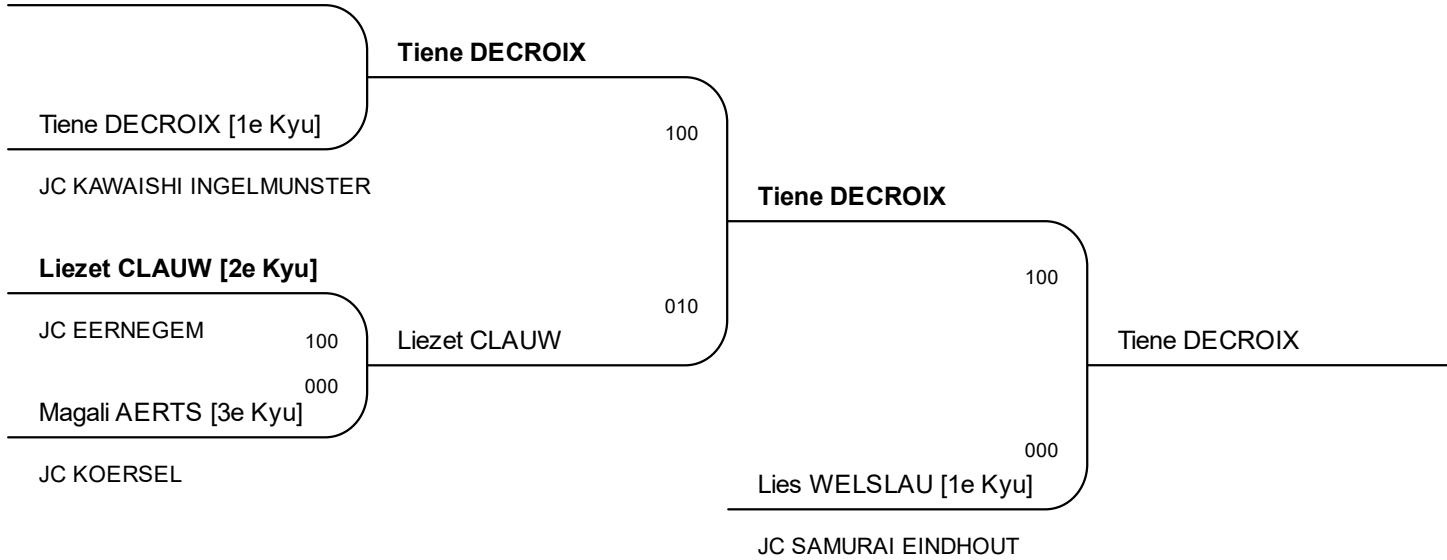 Tiene DECROIX
Tiene DECROIX [1e Kyu]
100
JC KAWAISHI INGELMUNSTER
Tiene DECROIX
Liezet CLAUW [2e Kyu]
100
010
JC EERNEGEM
100
Liezet CLAUW
Tiene DECROIX
000
Magali AERTS [3e Kyu]
000
JC KOERSEL
Lies WELSLAU [1e Kyu]
JC SAMURAI EINDHOUT